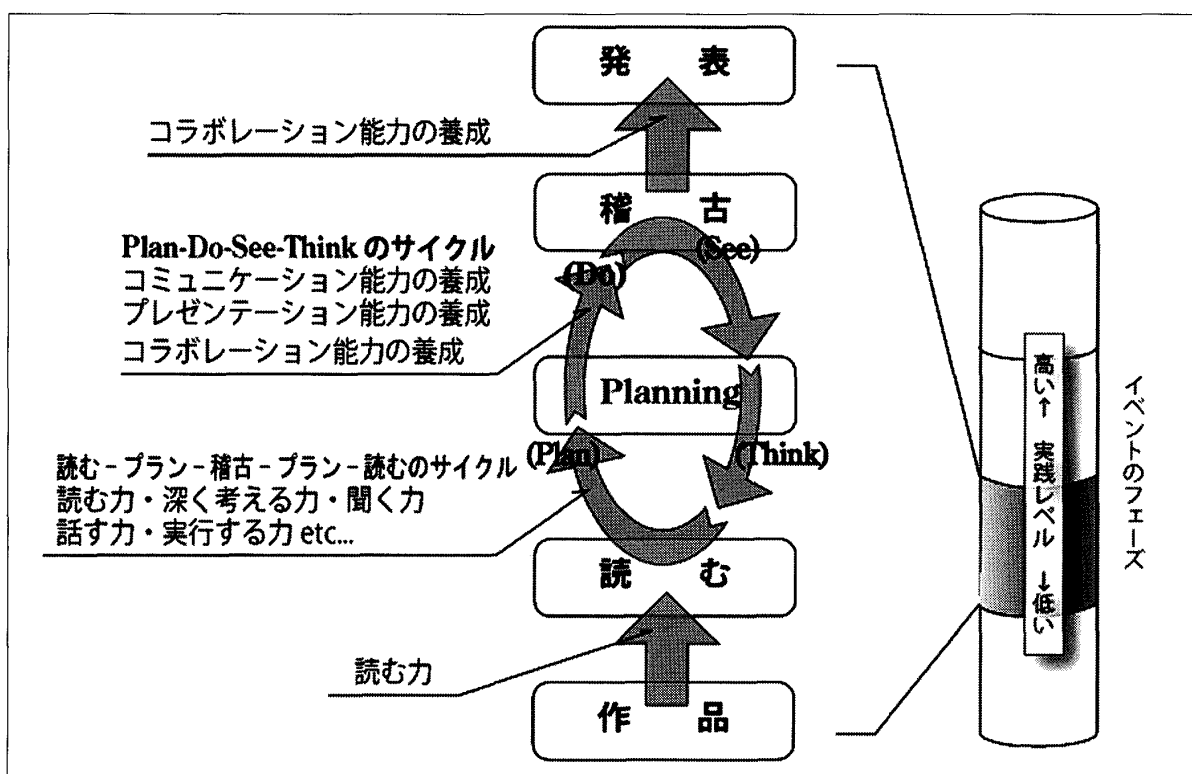 発 表
コラボレーション能力の養成
稽 古
(See)
Plan-Do-See-Think のサイクル
(Do)
コミュニケーション能力の養成
プレゼンテーション能力の養成
コラボレーション能力の養成
Planning
(Plan)
(Think)
読む-プラン-稽古-プラン-読むのサイクル
読む力・深く考える力・聞く力
話す力・実行する力 etc...
読 む
読む力
作 品
高い↑ 実践レベル ↓低い
イベントのフェーズ